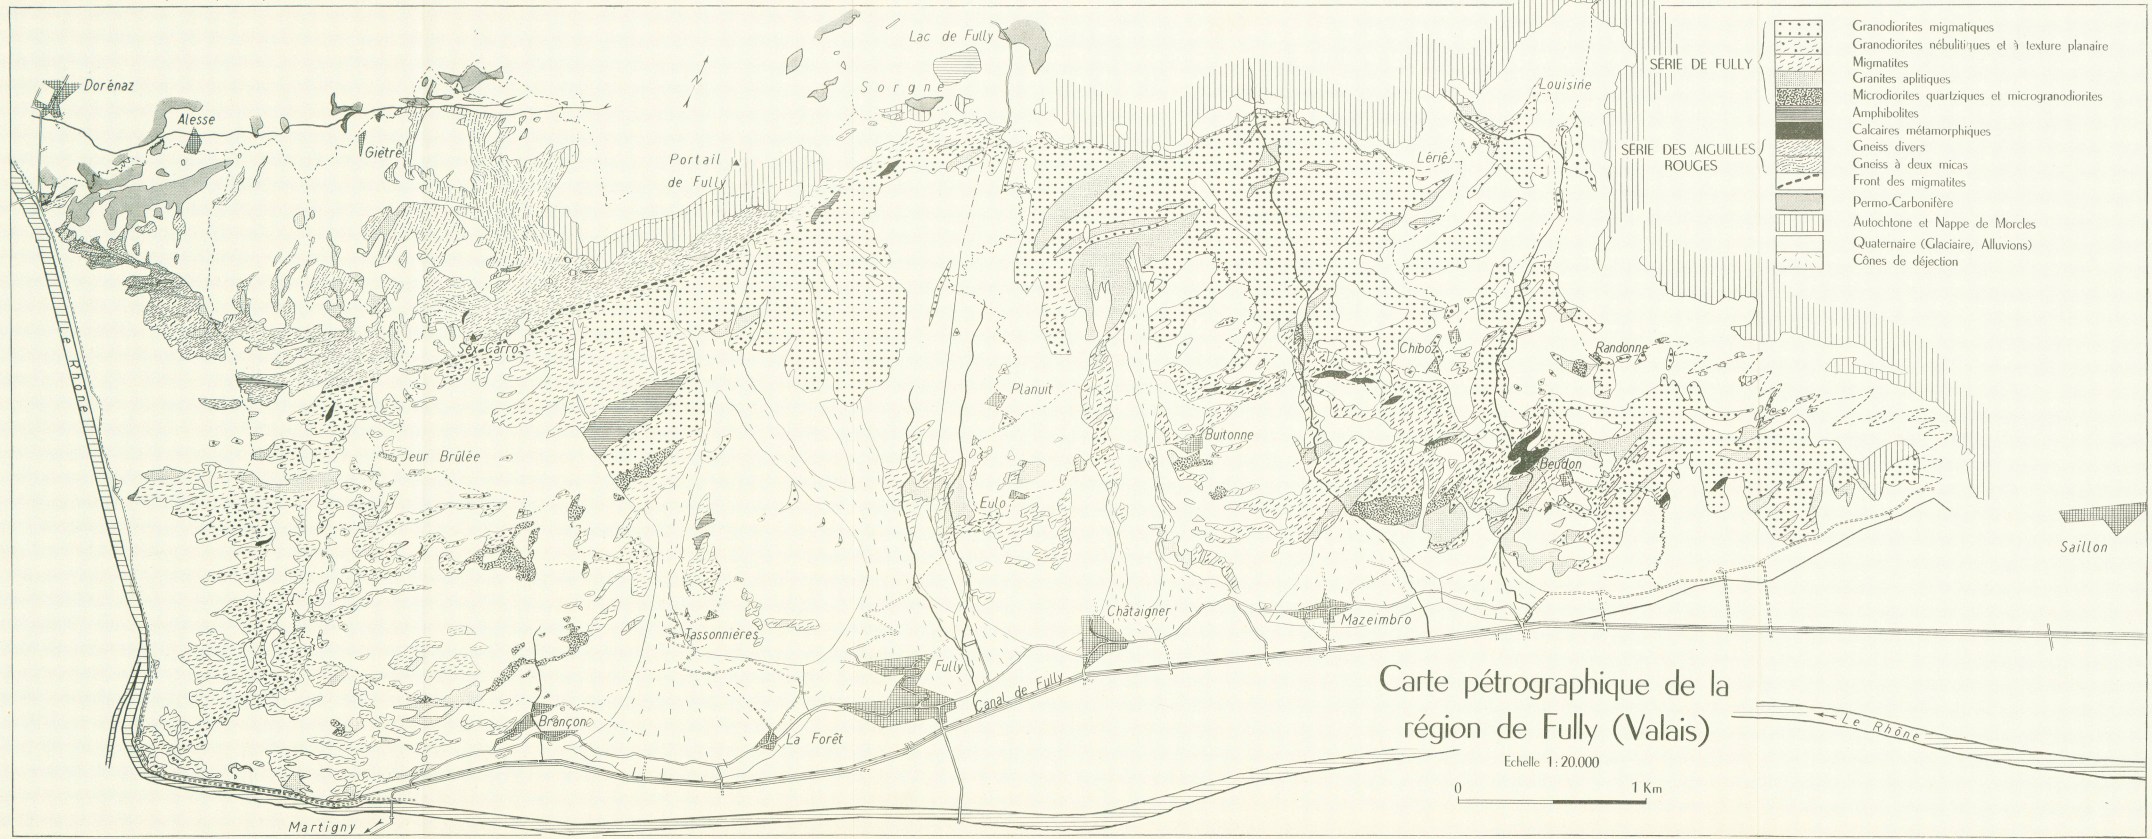 Lac de Fully
Sorgne
Dorénaz
Alesse
Giétre
Portail
de Fully
N
Louisine
Lérié
SÉRIE DE FULLY
SÉRIE DES AIGUILLES
ROUGES
Granodiorites migmatiques
Granodiorites nébulitiques et à texture planaire
Migmatites
Granites aplitiques
Microdiorites quartziques et microgranodiorites
Amphibolites
Calcaires métamorphiques
Gneiss divers
Gneiss à deux micas
Front des migmatites
Permo-Carbonifère
Autochtone et Nappe de Morcles
Quaternaire (Glaciaire, Alluvions)
Cônes de déjection
Le Rhône
Sex Carro
Chiboz
Randonne
Planuit
Jeur Brûlée
Buitonne
Beudon
Eulo
Saillon
Tassonnières
Châtaigner
Mazeimbro
Fully
Canal de Fully
Brançon
La Forêt
Martigny
Carte pétrographique de la
région de Fully (Valais)
Echelle 1:20.000
0 1 Km
Le Rhône